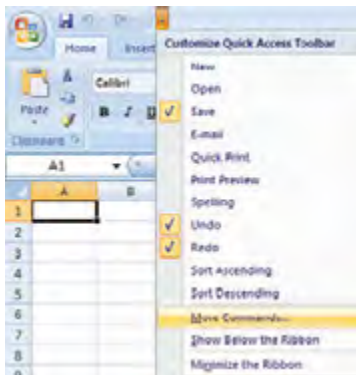 Home Insert
Customize Quick Access Toolbar
New
Open
Save
E-mail
Quick Print
Print Preview
Spelling
Undo
Redo
Sort Ascending
Sort Descending
More Commands...
Show Below the Ribbon
Minimize the Ribbon
Paste
Calibri
B I U
Clipboard
A1
A B
1
2
3
4
5
6
7
8
9